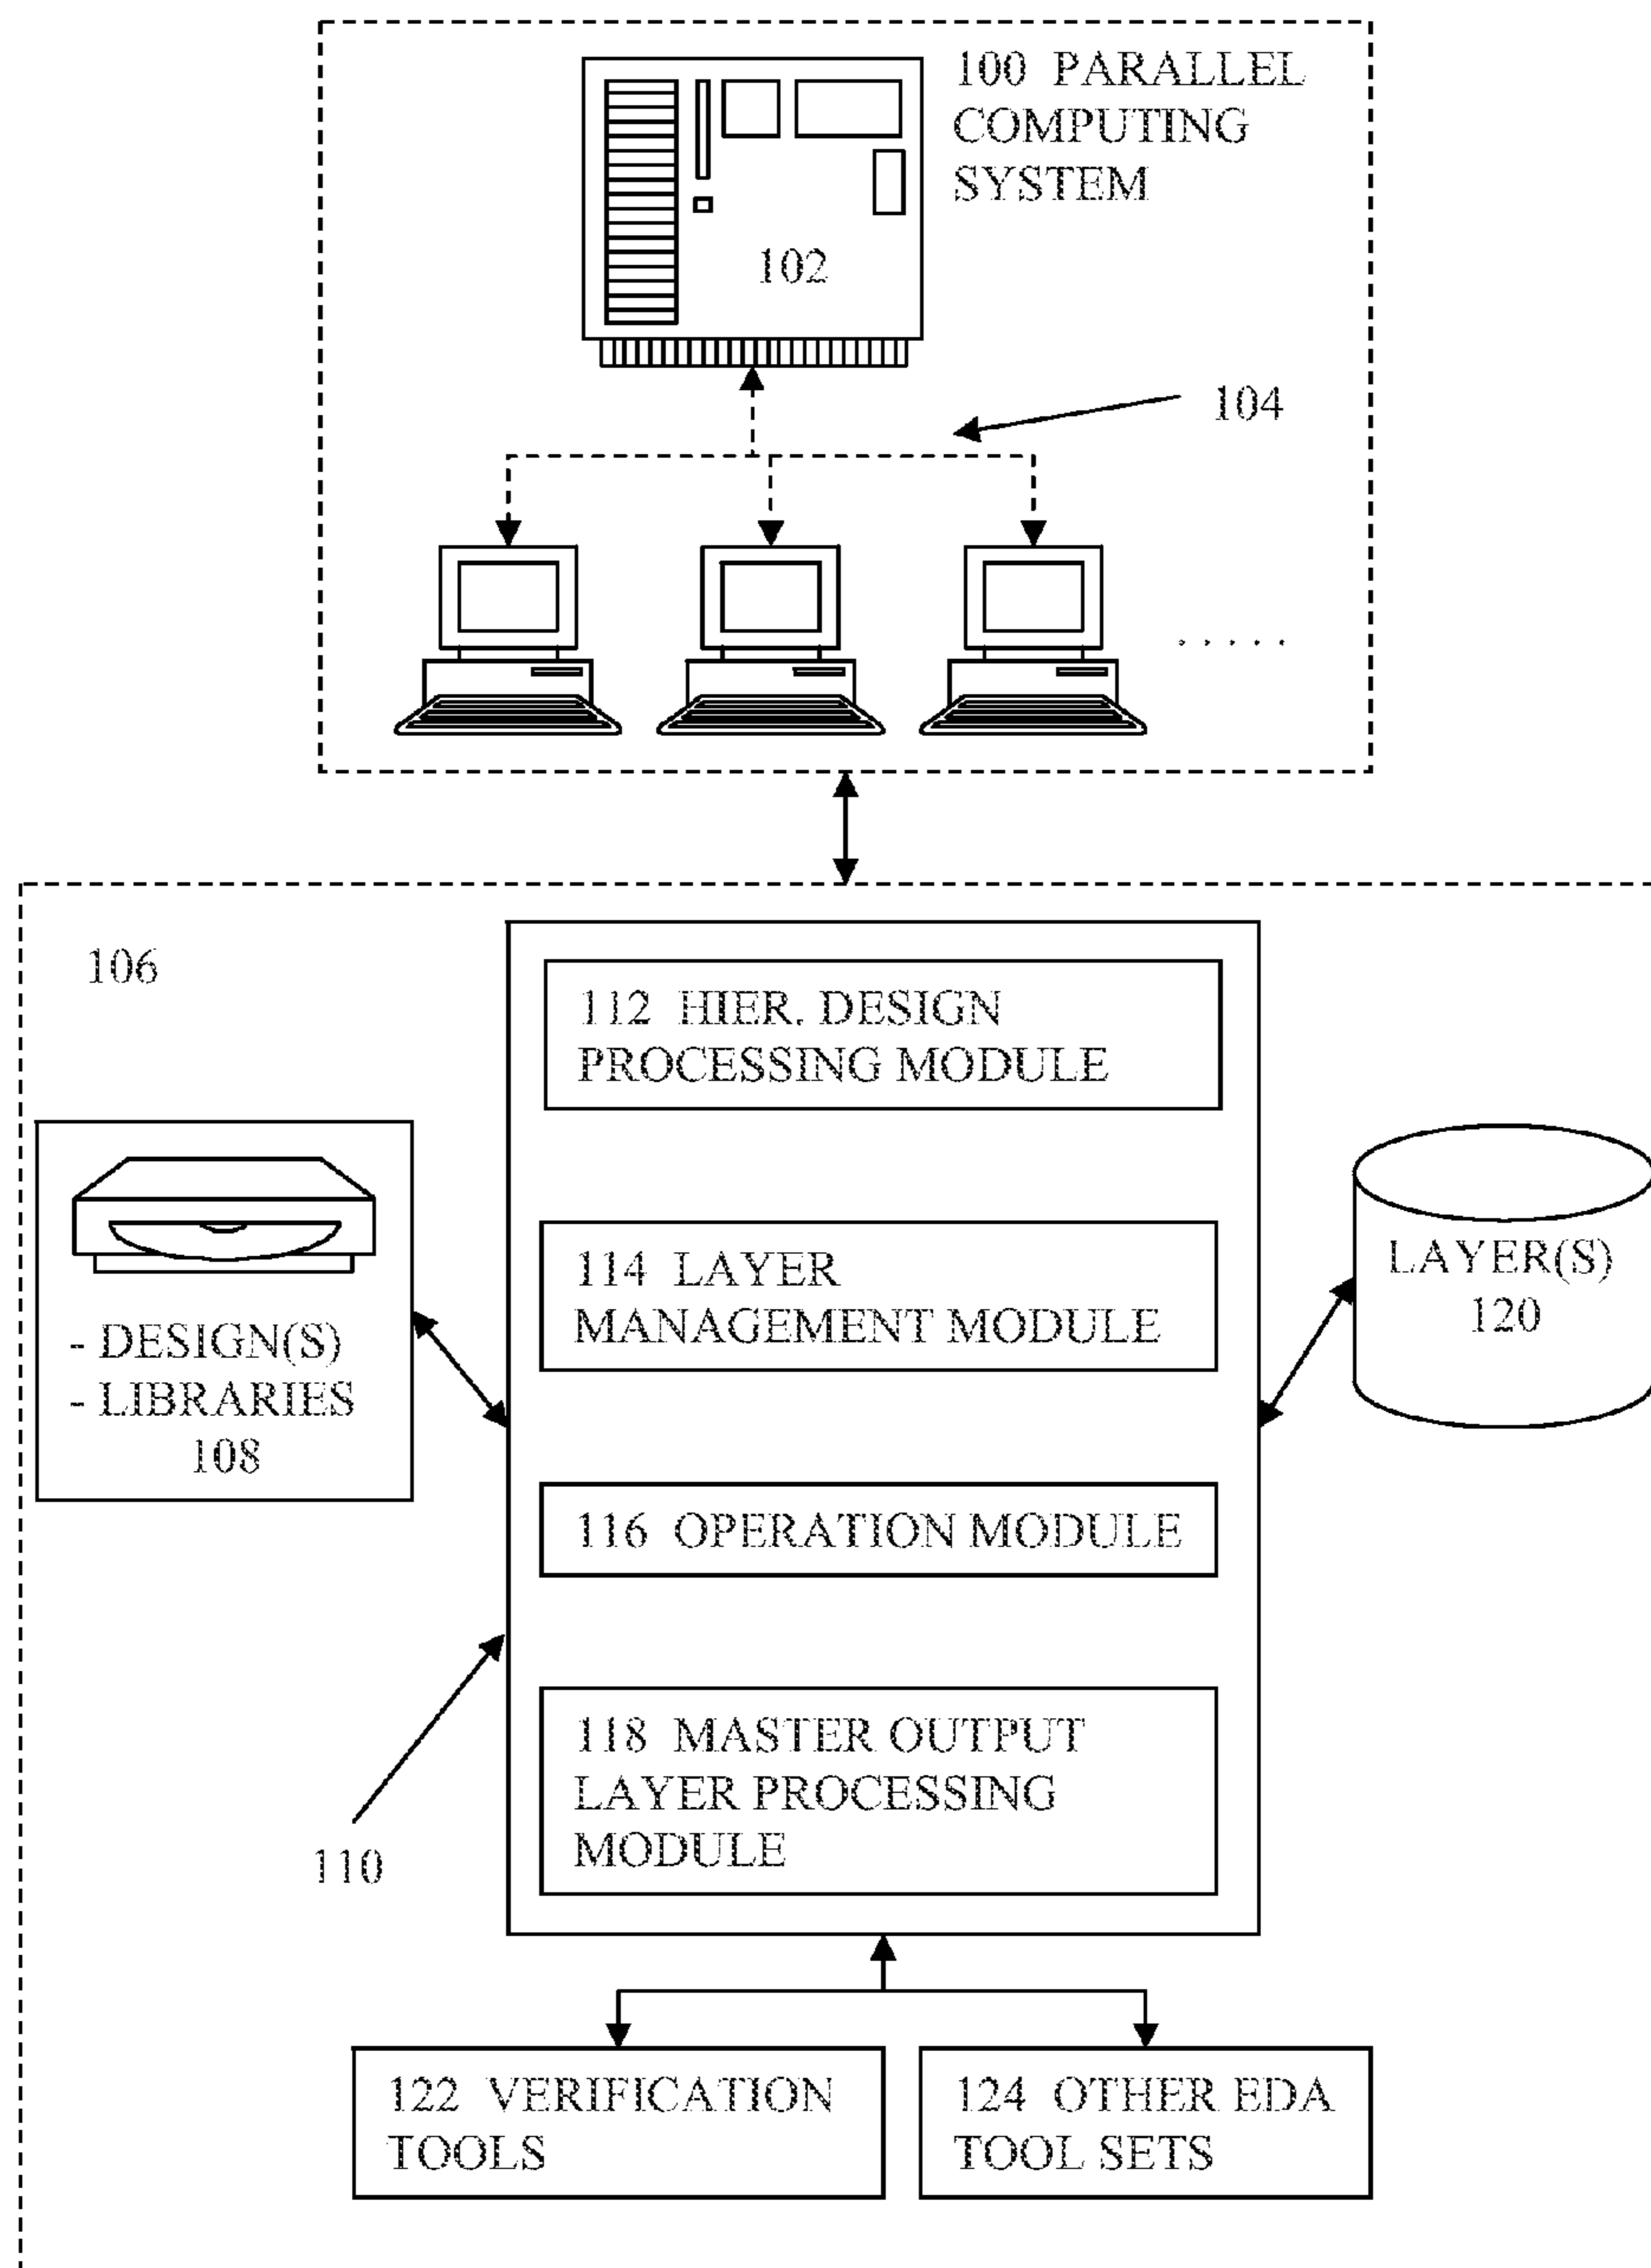 100 PARALLEL
COMPUTING
SYSTEM
102
104
. . . . .
106
112 HIER. DESIGN
PROCESSING MODULE
114 LAYER
MANAGEMENT MODULE
- DESIGN(S)
- LIBRARIES
108
LAYER(S)
120
116 OPERATION MODULE
118 MASTER OUTPUT
LAYER PROCESSING
MODULE
110
122 VERIFICATION
TOOLS
124 OTHER EDA
TOOL SETS